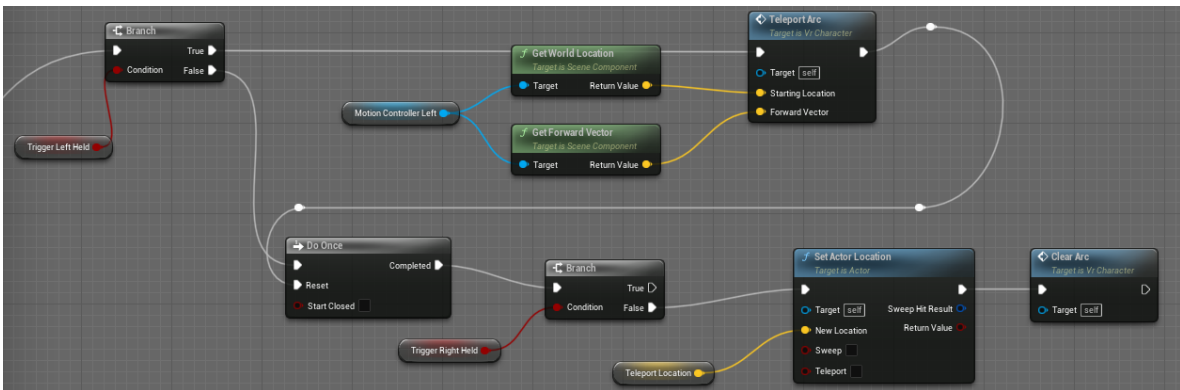 Branch
True
Condition
False
Trigger Left Held
Motion Controller Left
f Get World Location
Target is Scene Component
Target
Return Value
f Get Forward Vector
Target is Scene Component
Target
Return Value
Teleport Arc
Target is Vr Character
Target self
Starting Location
Forward Vector
Do Once
Completed
Reset
Start Closed
Branch
True
Condition
False
Trigger Right Held
Teleport Location
f Set Actor Location
Target is Actor
Target self
Sweep Hit Result
New Location
Return Value
Sweep
Teleport
Clear Arc
Target is Vr Character
Target self